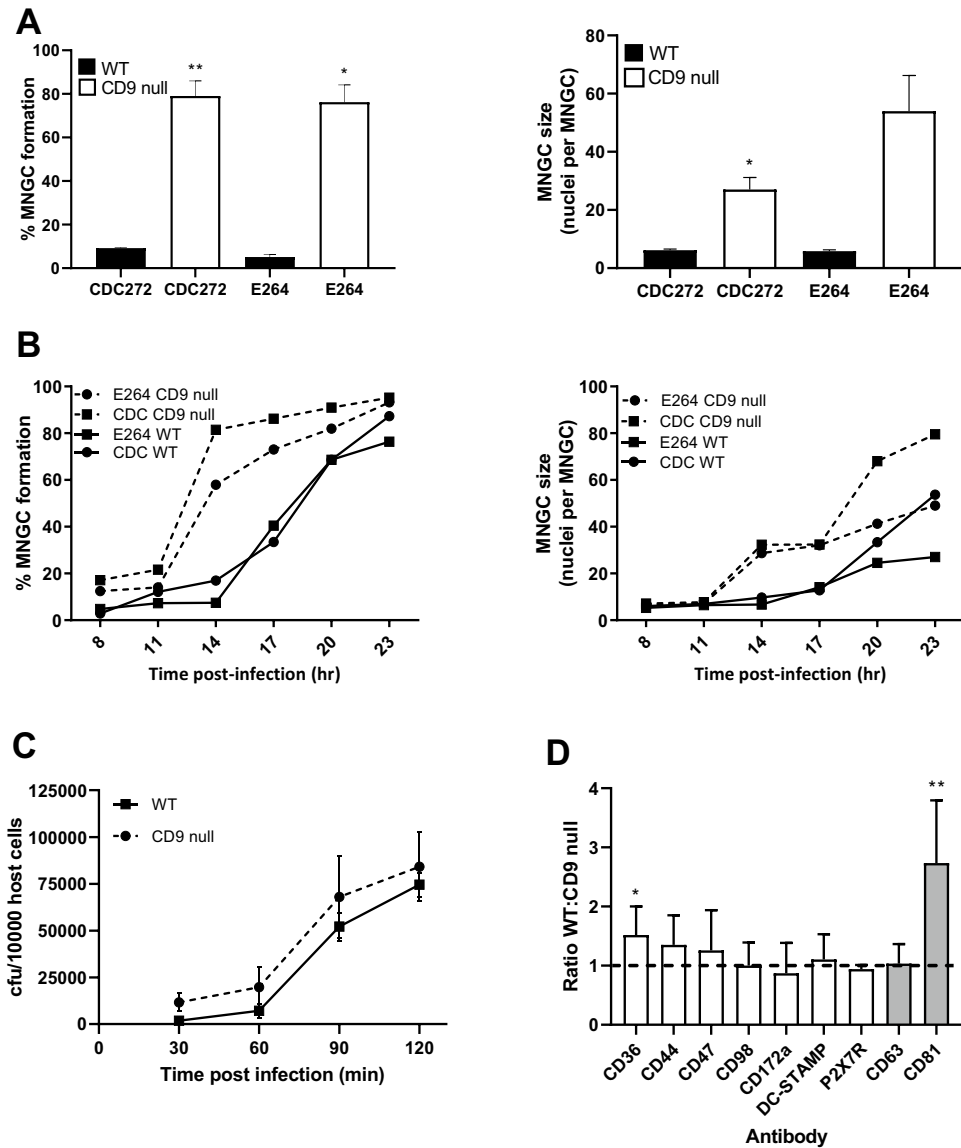 A
% MNGC formation
100
80
60
40
20
0
WT
CD9 null
**
*
CDC272
CDC272
E264
E264
MNGC size
(nuclei per MNGC)
80
60
40
20
0
WT
CD9 null
*
CDC272
CDC272
E264
E264
B
% MNGC formation
100
80
60
40
20
0
E264 CD9 null
CDC CD9 null
E264 WT
CDC WT
8
11
14
17
20
23
Time post-infection (hr)
MNGC size
(nuclei per MNGC)
100
80
60
40
20
0
E264 CD9 null
CDC CD9 null
E264 WT
CDC WT
8
11
14
17
20
23
Time post-infection (hr)
C
cfu/100000 host cells
125000
100000
75000
50000
25000
0
WT
CD9 null
0
30
60
90
120
Time post infection (min)
D
Ratio WT:CD9 null
4
3
2
1
0
*
**
CD36
CD44
CD47
CD98
CD172a
DC-STAMP
P2X7R
CD63
CD81
Antibody